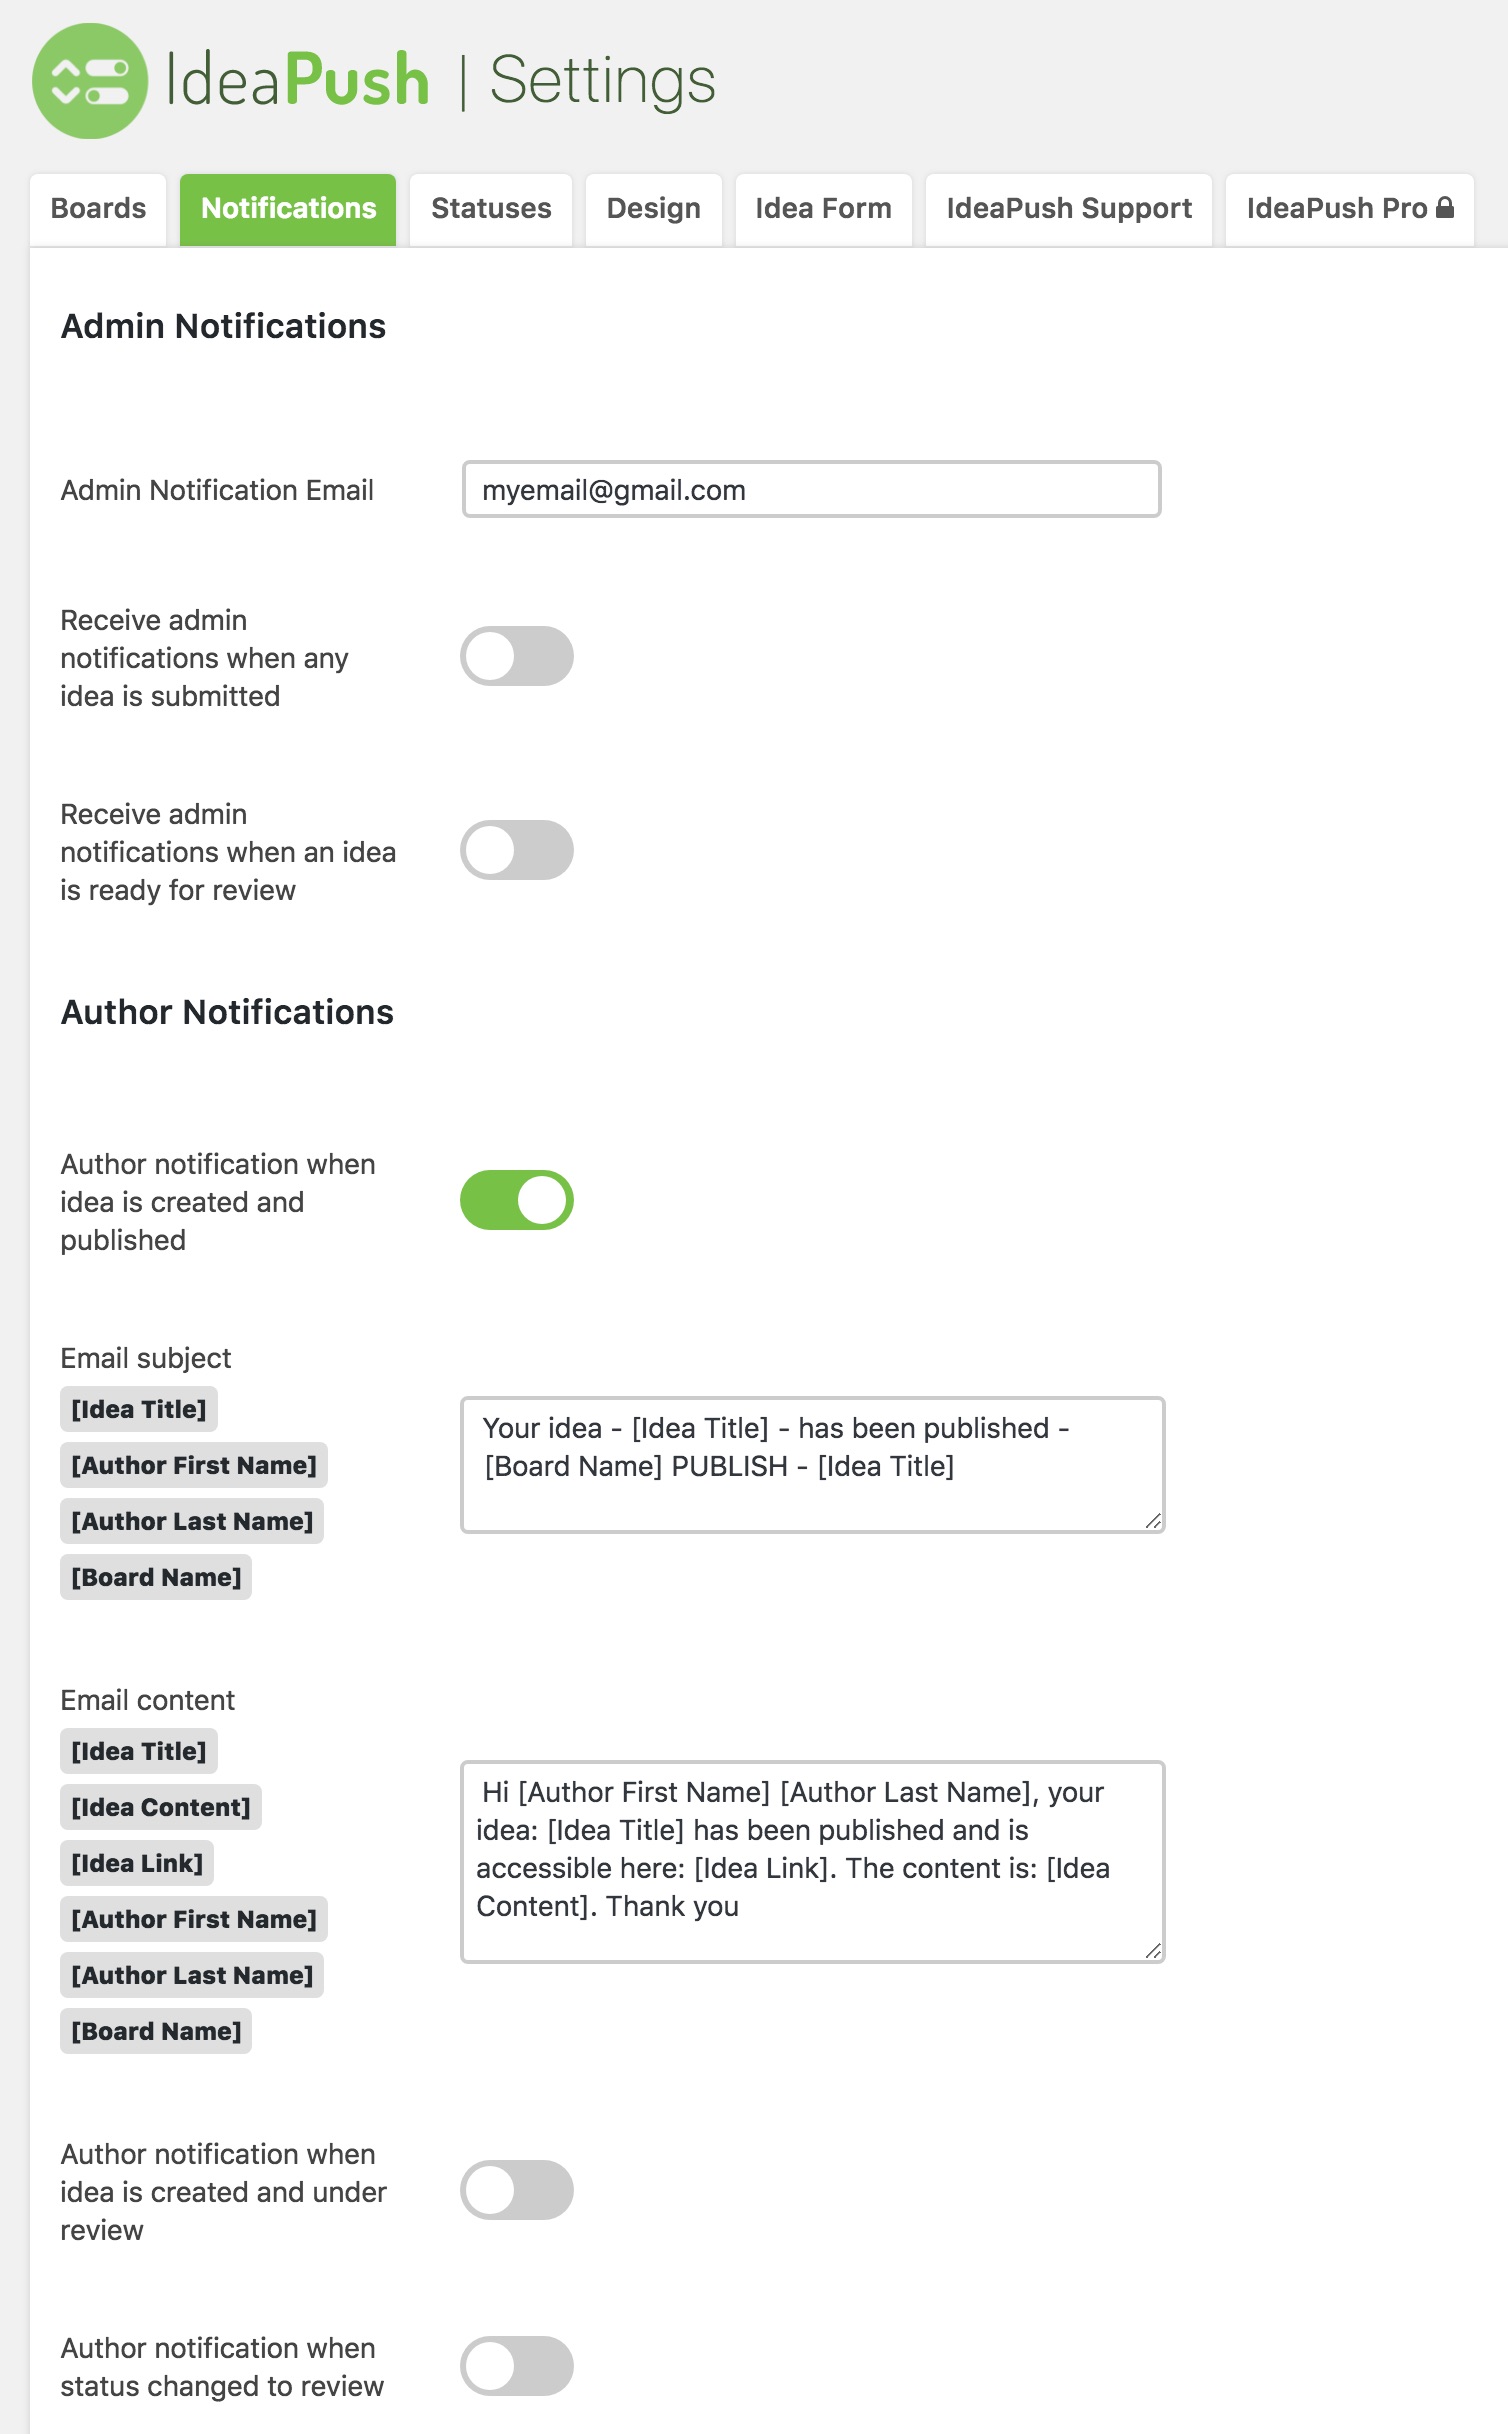 IdeaPush | Settings
Boards Notifications Statuses Design Idea Form IdeaPush Support IdeaPush Pro
Admin Notifications
Admin Notification Email
myemail@gmail.com
Receive admin
notifications when any
idea is submitted
Receive admin
notifications when an idea
is ready for review
Author Notifications
Author notification when
idea is created and
published
Email subject
[Idea Title]
[Author First Name]
[Author Last Name]
[Board Name]
Your idea - [Idea Title] - has been published -
[Board Name] PUBLISH - [Idea Title]
Email content
[Idea Title]
[Idea Content]
[Idea Link]
[Author First Name]
[Author Last Name]
[Board Name]
Hi [Author First Name] [Author Last Name], your
idea: [Idea Title] has been published and is
accessible here: [Idea Link]. The content is: [Idea
Content]. Thank you
Author notification when
idea is created and under
review
Author notification when
status changed to review